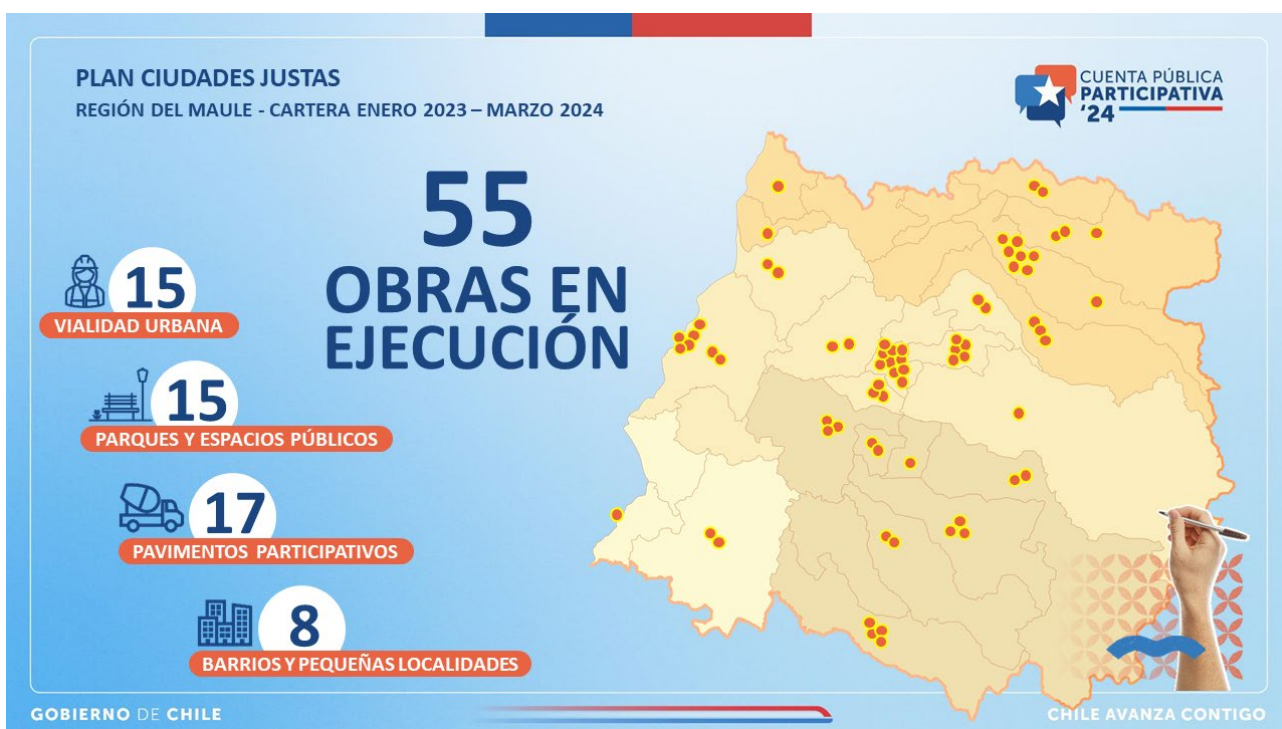 PLAN CIUDADES JUSTAS
REGIÓN DEL MAULE - CARTERA ENERO 2023 – MARZO 2024
CUENTA PÚBLICA
PARTICIPATIVA
'24
55
OBRAS EN
EJECUCIÓN
15
VIALIDAD URBANA
15
PARQUES Y ESPACIOS PÚBLICOS
17
PAVIMENTOS PARTICIPATIVOS
8
BARRIOS Y PEQUEÑAS LOCALIDADES
GOBIERNO DE CHILE
CHILE AVANZA CONTIGO